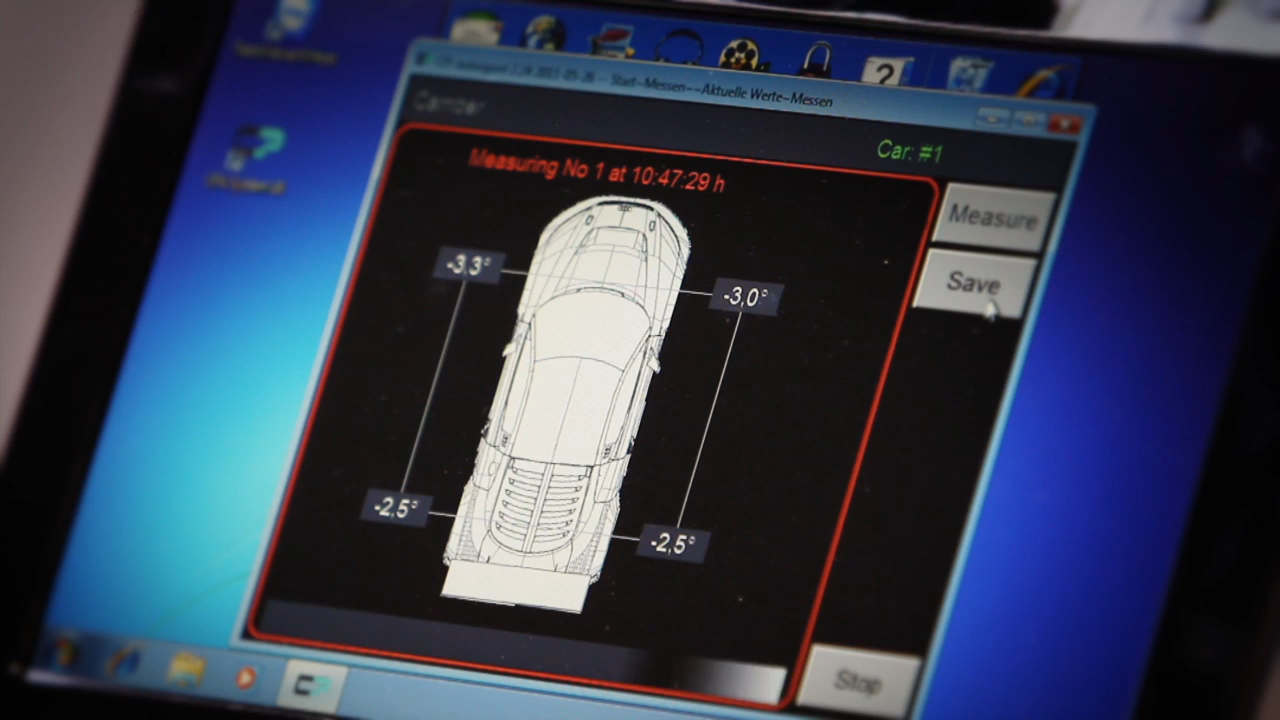 Start-Messen--Aktuelle Werte-Messen
Camber
Car: #1
Measuring No 1 at 10:47:29 h
Measure
-3,3°
-3,0°
Save
-2,5°
-2,5°
Stop
?